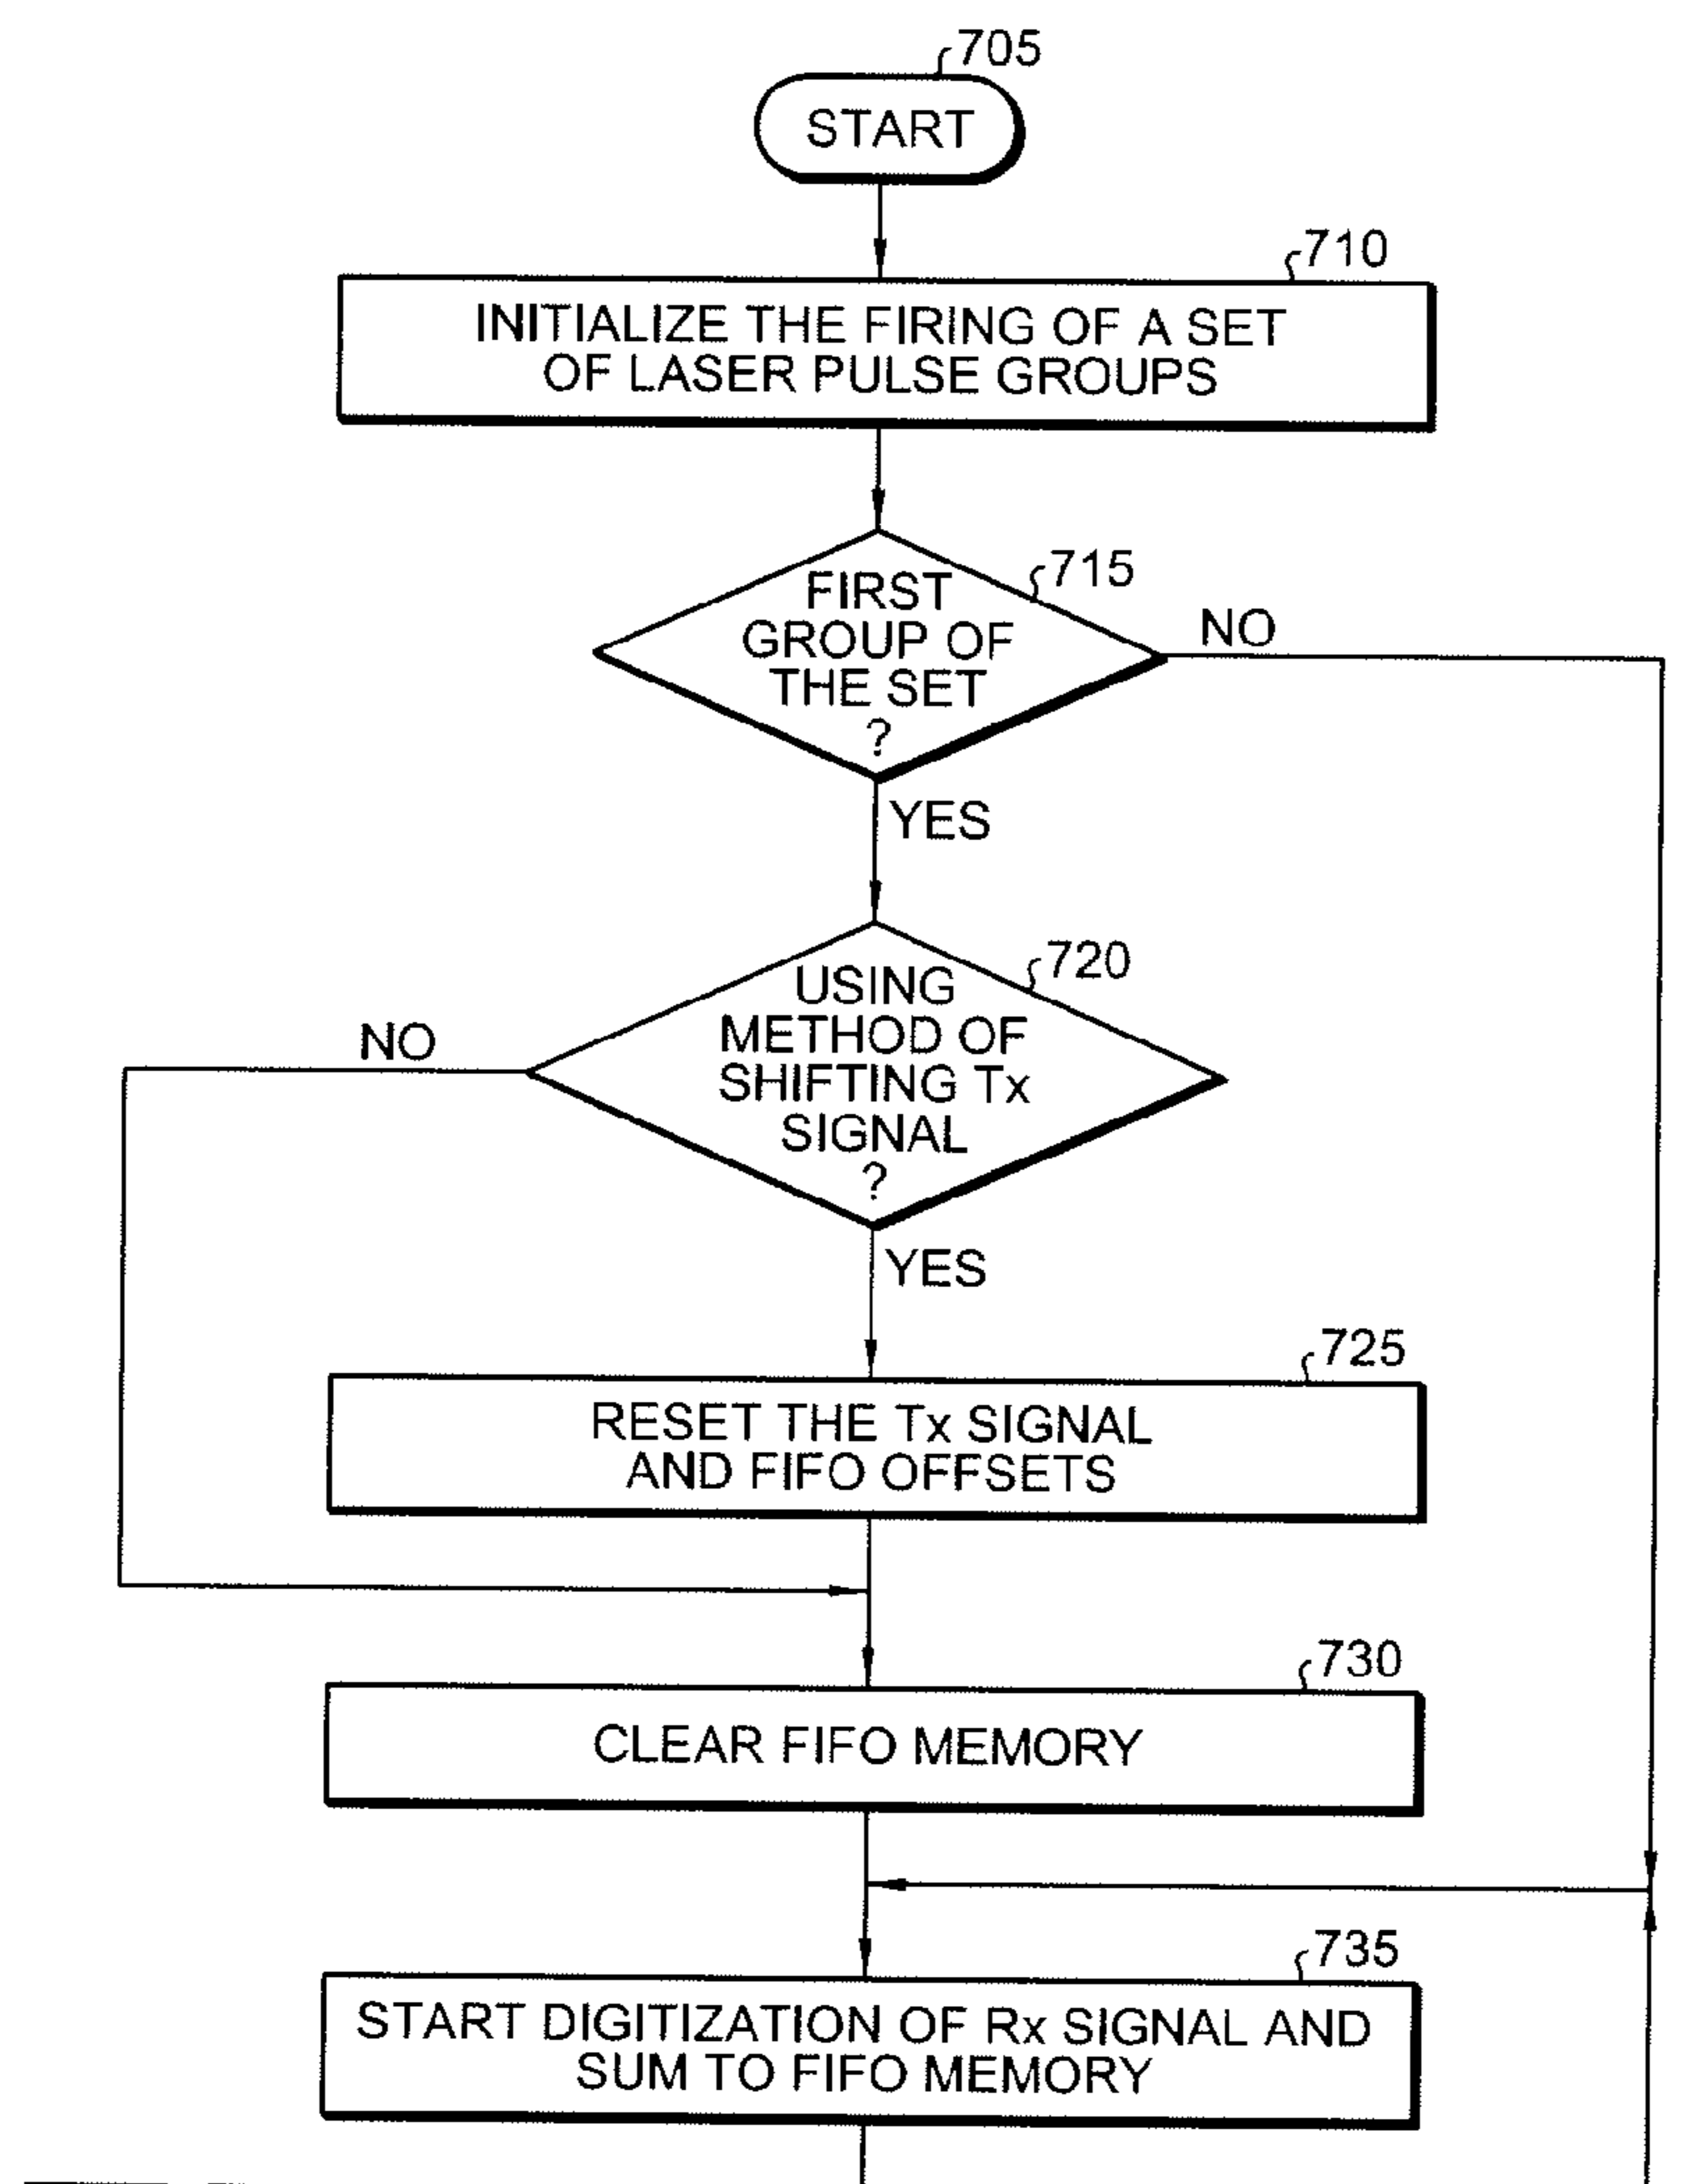 705
START
710
INITIALIZE THE FIRING OF A SET
OF LASER PULSE GROUPS
715
FIRST
GROUP OF
THE SET
?
NO
YES
720
USING
METHOD OF
SHIFTING Tx
SIGNAL
?
NO
YES
725
RESET THE Tx SIGNAL
AND FIFO OFFSETS
730
CLEAR FIFO MEMORY
735
START DIGITIZATION OF Rx SIGNAL AND
SUM TO FIFO MEMORY